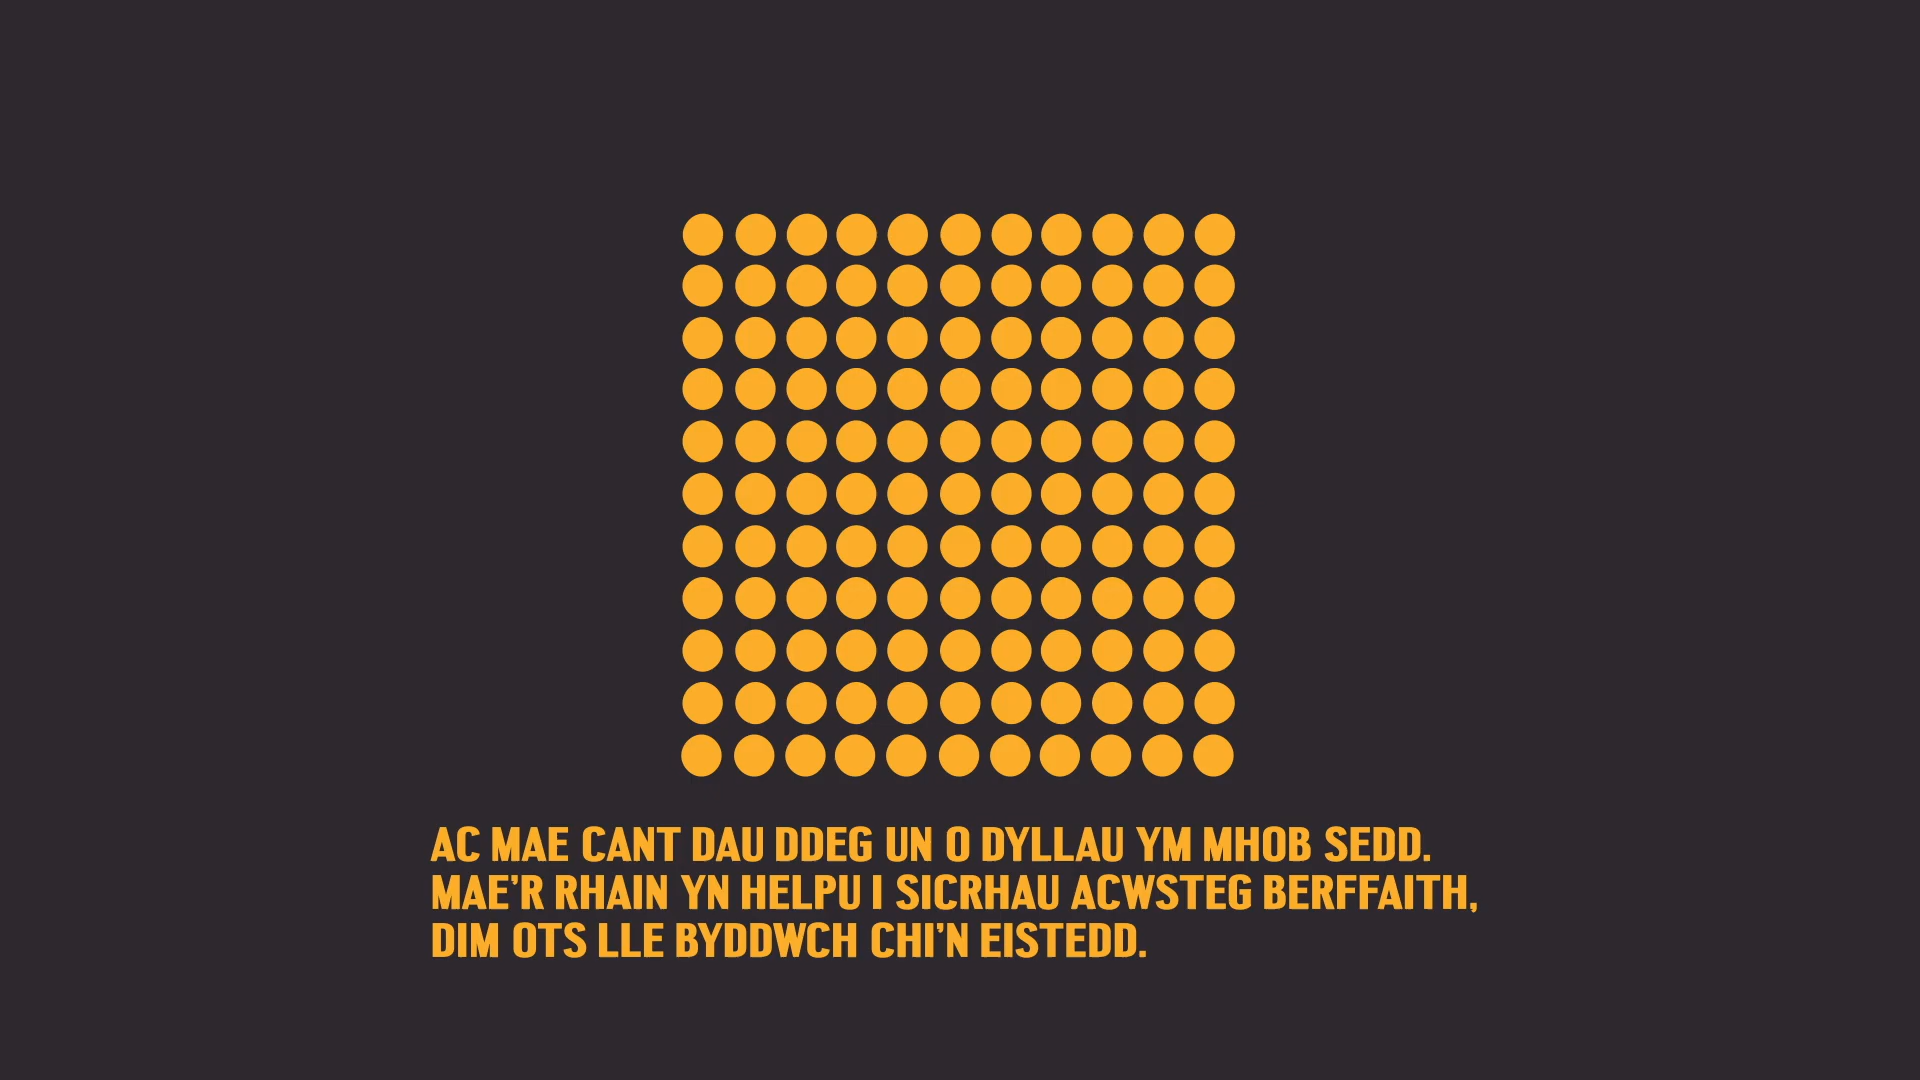 AC MAE CANT DAU DDEG UN O DYLLAU YM MHOB SEDD.
MAE’R RHAIN YN HELPU I SICRHAU ACWSTEG BERFFAITH,
DIM OTS LLE BYDDWCH CHI’N EISTEDD.